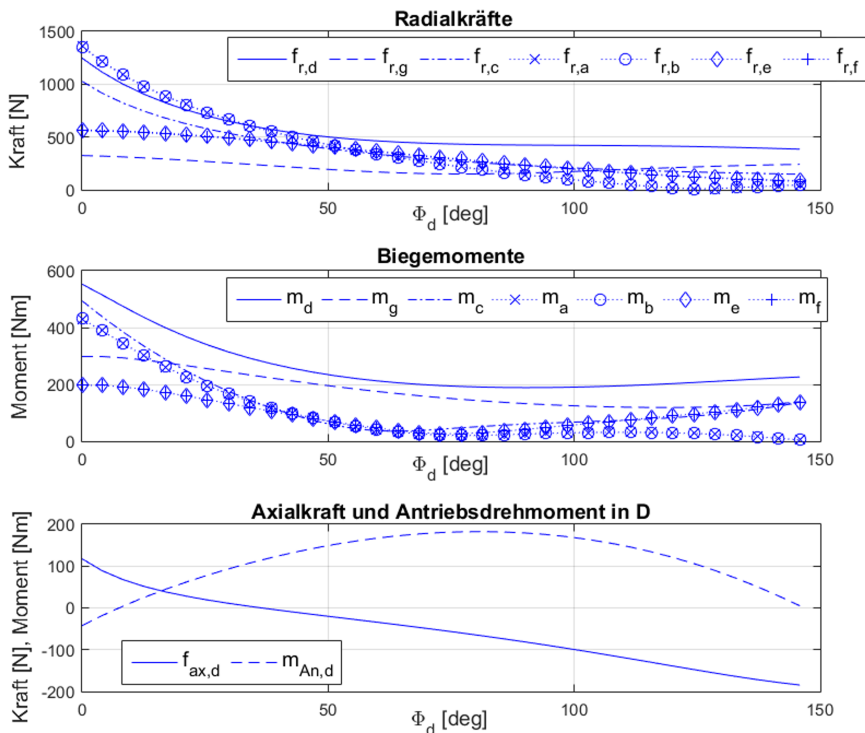 Radialkräfte
1500
1000
500
0
Kraft [N]
f_r,d f_r,g f_r,c f_r,a f_r,b f_r,e f_r,f
0 50 100 150
Φ_d [deg]
Biegemomente
600
400
200
0
Moment [Nm]
m_d m_g m_c m_a m_b m_e m_f
0 50 100 150
Φ_d [deg]
Axialkraft und Antriebsdrehmoment in D
200
100
0
-100
-200
Kraft [N], Moment [Nm]
f_ax,d m_An,d
0 50 100 150
Φ_d [deg]